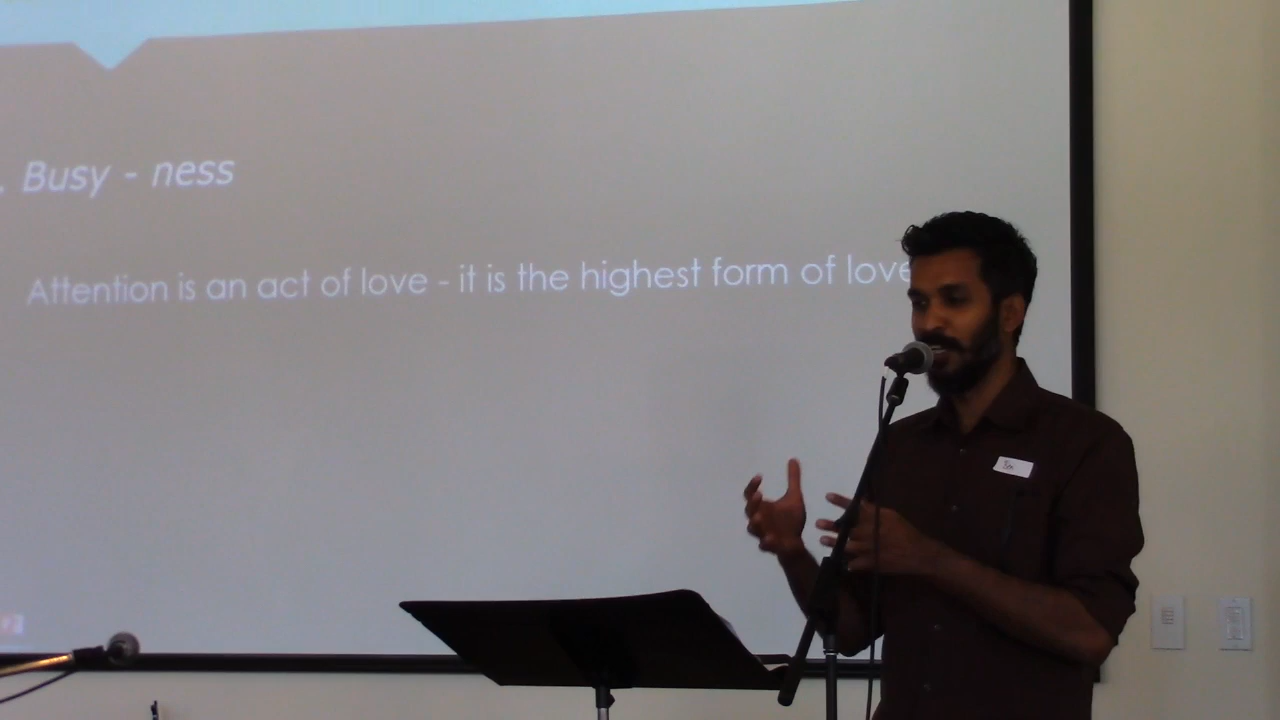 . Busy - ness
Attention is an act of love - it is the highest form of love